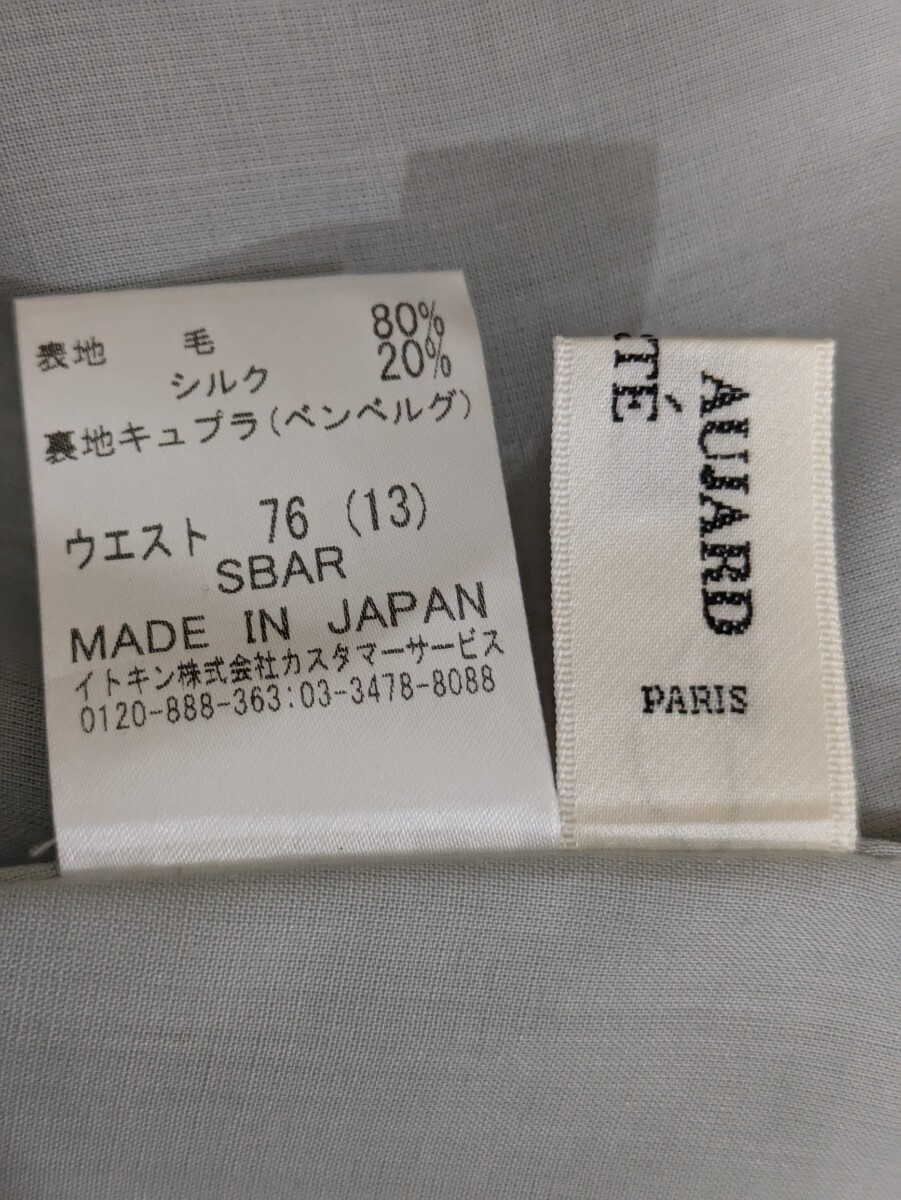 表地 毛 80%
シルク 20%
裏地キュプラ(ベンベルグ)
ウエスト 76 (13)
SBAR
MADE IN JAPAN
イトキン株式会社カスタマーサービス
0120-888-363:03-3478-8088
TÉ
AUJARD
PARIS